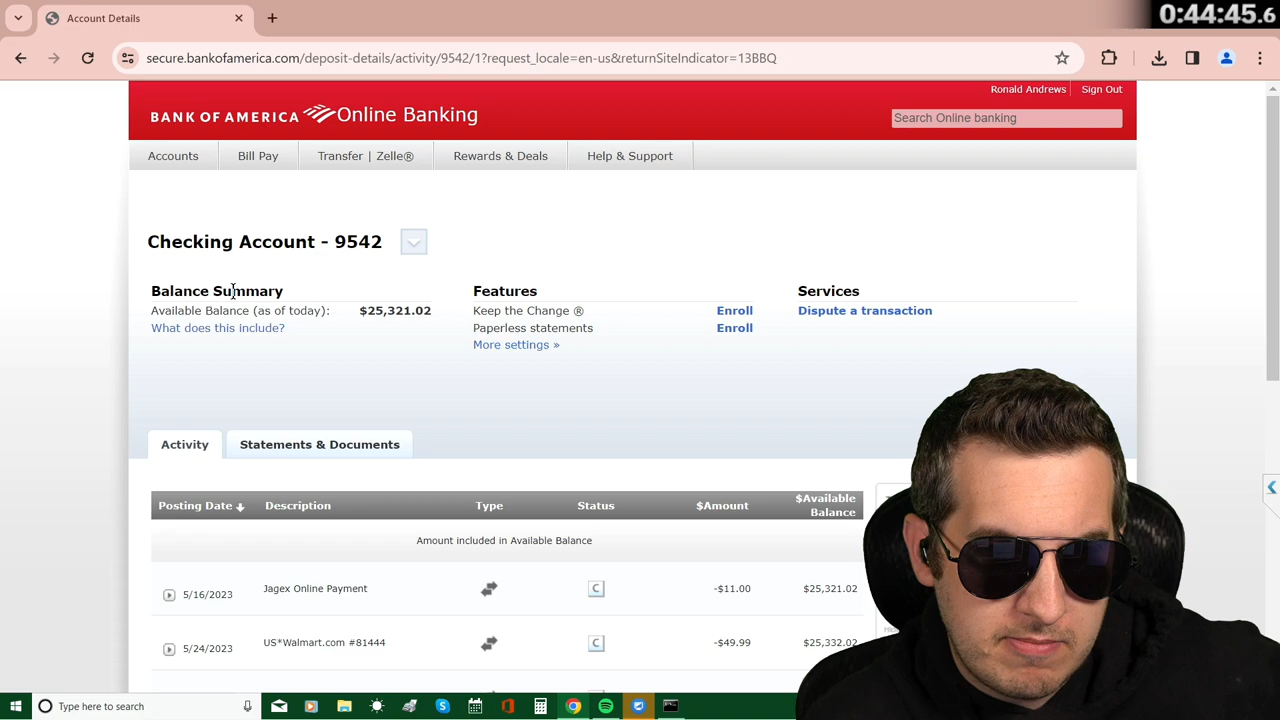 0:44:45.6
Account Details
secure.bankofamerica.com/deposit-details/activity/9542/1?request_locale=en-us&returnSiteIndicator=13BBQ
Ronald Andrews Sign Out
BANK OF AMERICA Online Banking
Search Online banking
Accounts Bill Pay Transfer | Zelle® Rewards & Deals Help & Support
Checking Account - 9542
Balance Summary Features Services
Available Balance (as of today): $25,321.02 Keep the Change ® Enroll Dispute a transaction
What does this include? Paperless statements Enroll
More settings »
Activity Statements & Documents
Posting Date Description Type Status $Amount $Available Balance
Amount included in Available Balance
5/16/2023 Jagex Online Payment C -$11.00 $25,321.02
5/24/2023 US*Walmart.com #81444 C -$49.99 $25,332.02
Type here to search